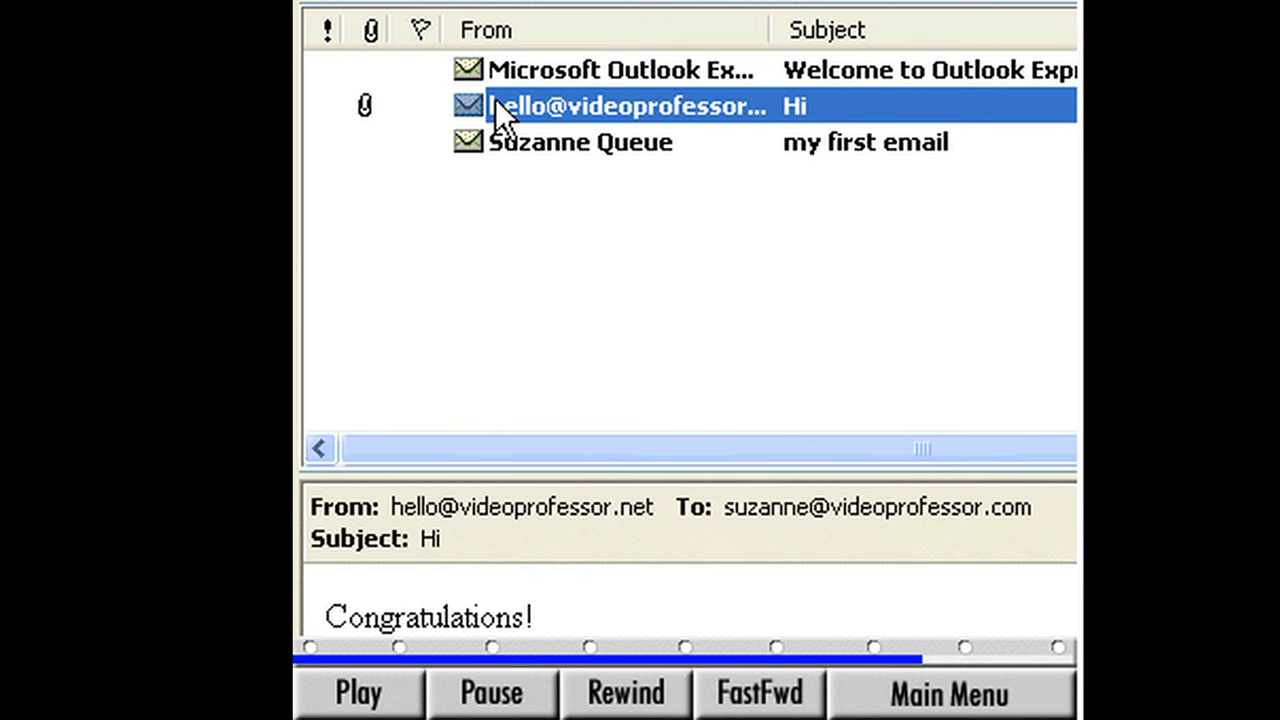 ! From Subject
Microsoft Outlook Ex... Welcome to Outlook Expr
hello@videoprofessor... Hi
Suzanne Queue my first email
From: hello@videoprofessor.net To: suzanne@videoprofessor.com
Subject: Hi
Congratulations!
Play Pause Rewind FastFwd Main Menu